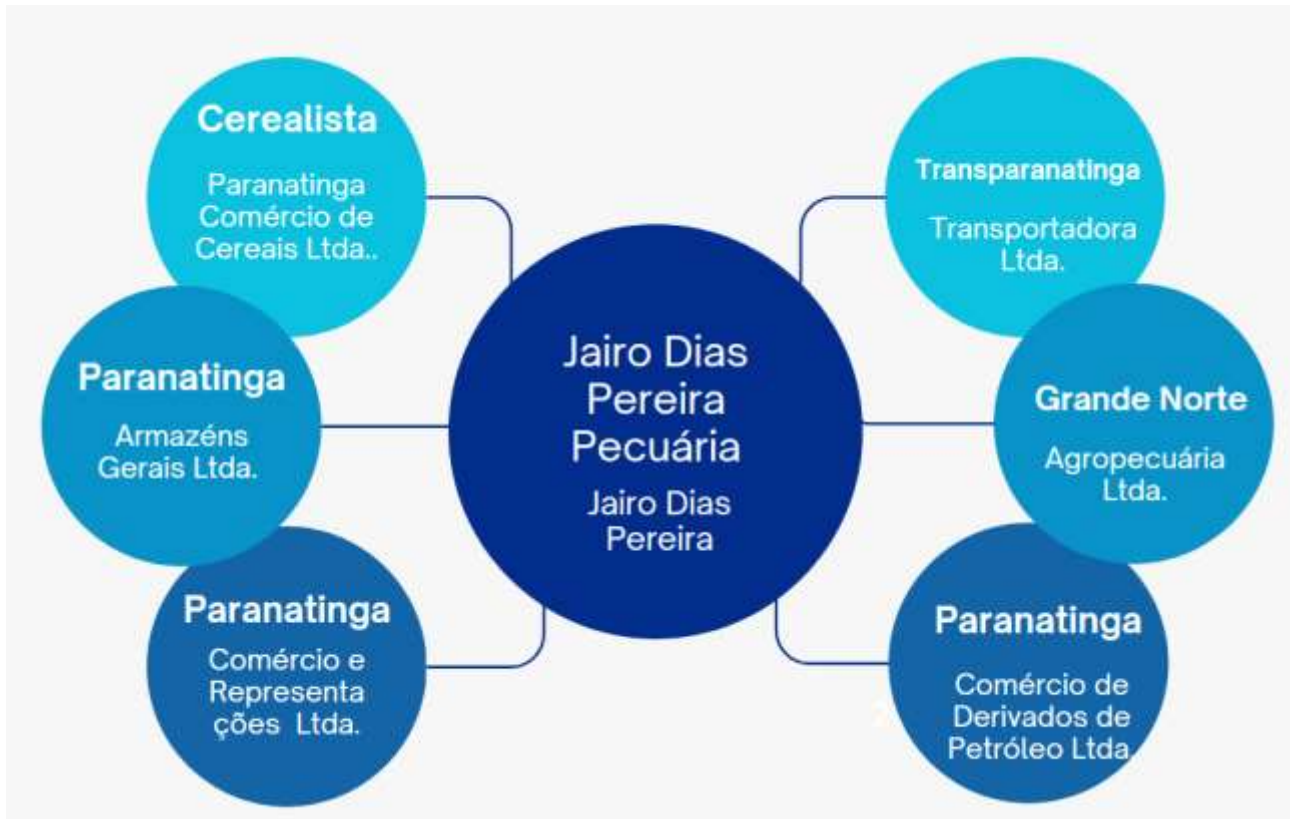 Cerealista
Paranatinga
Comércio de
Cereais Ltda..
Paranatinga
Armazéns
Gerais Ltda.
Paranatinga
Comércio e
Representa
ções Ltda.
Jairo Dias
Pereira
Pecuária
Jairo Dias
Pereira
Transparanatinga
Transportadora
Ltda.
Grande Norte
Agropecuária
Ltda.
Paranatinga
Comércio de
Derivados de
Petróleo Ltda.